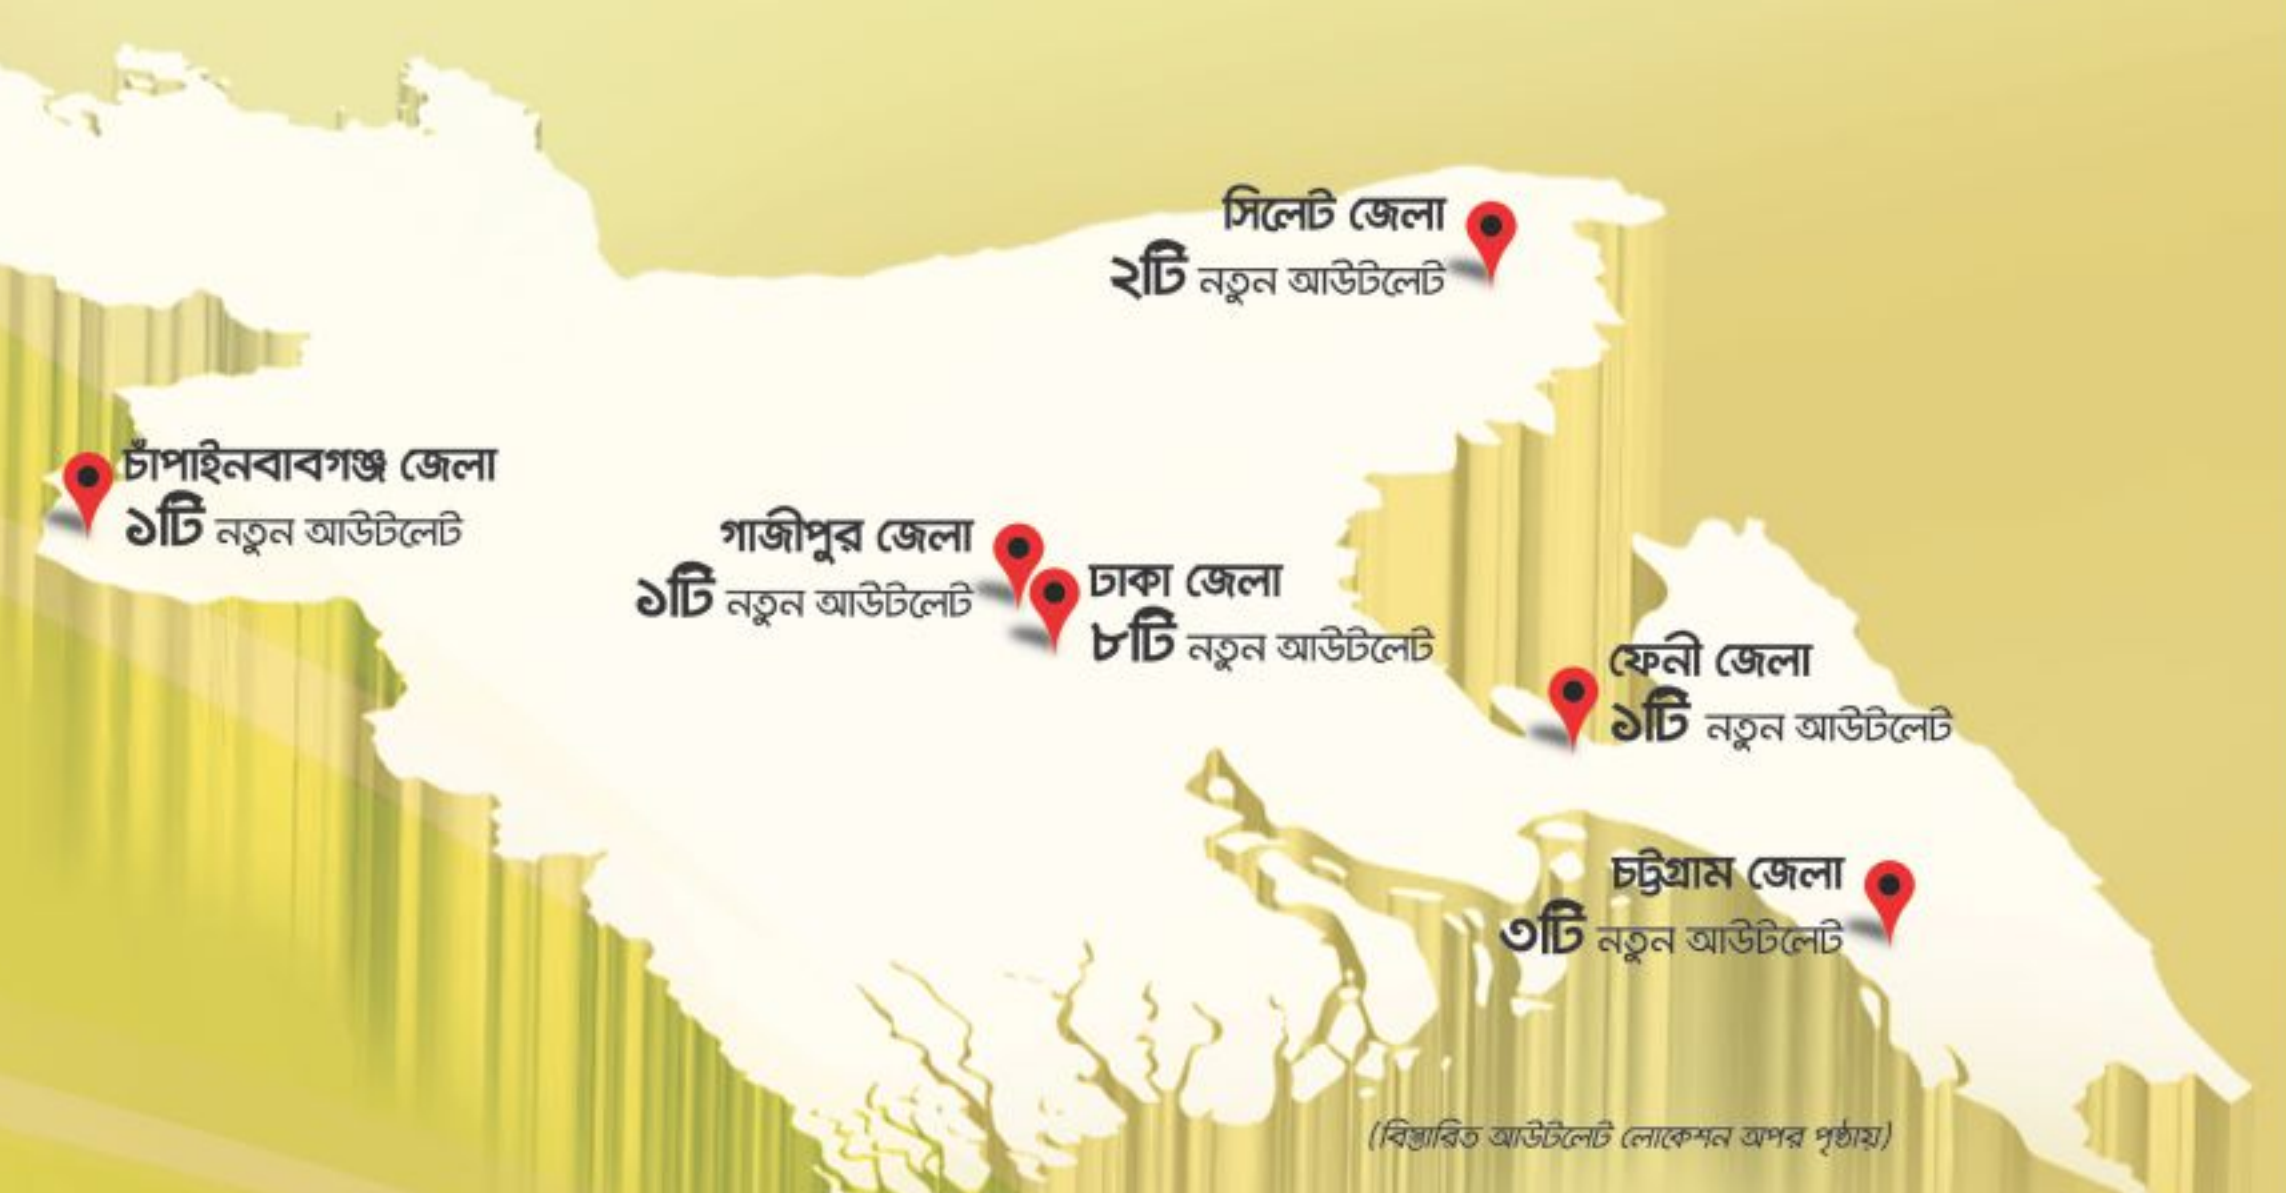 সিলেট জেলা
২টি নতুন আউটলেট
চাঁপাইনবাবগঞ্জ জেলা
১টি নতুন আউটলেট
গাজীপুর জেলা
১টি নতুন আউটলেট
ঢাকা জেলা
৮টি নতুন আউটলেট
ফেনী জেলা
১টি নতুন আউটলেট
চট্টগ্রাম জেলা
৩টি নতুন আউটলেট
(বিস্তারিত আউটলেট লোকেশন অপর পৃষ্ঠায়)